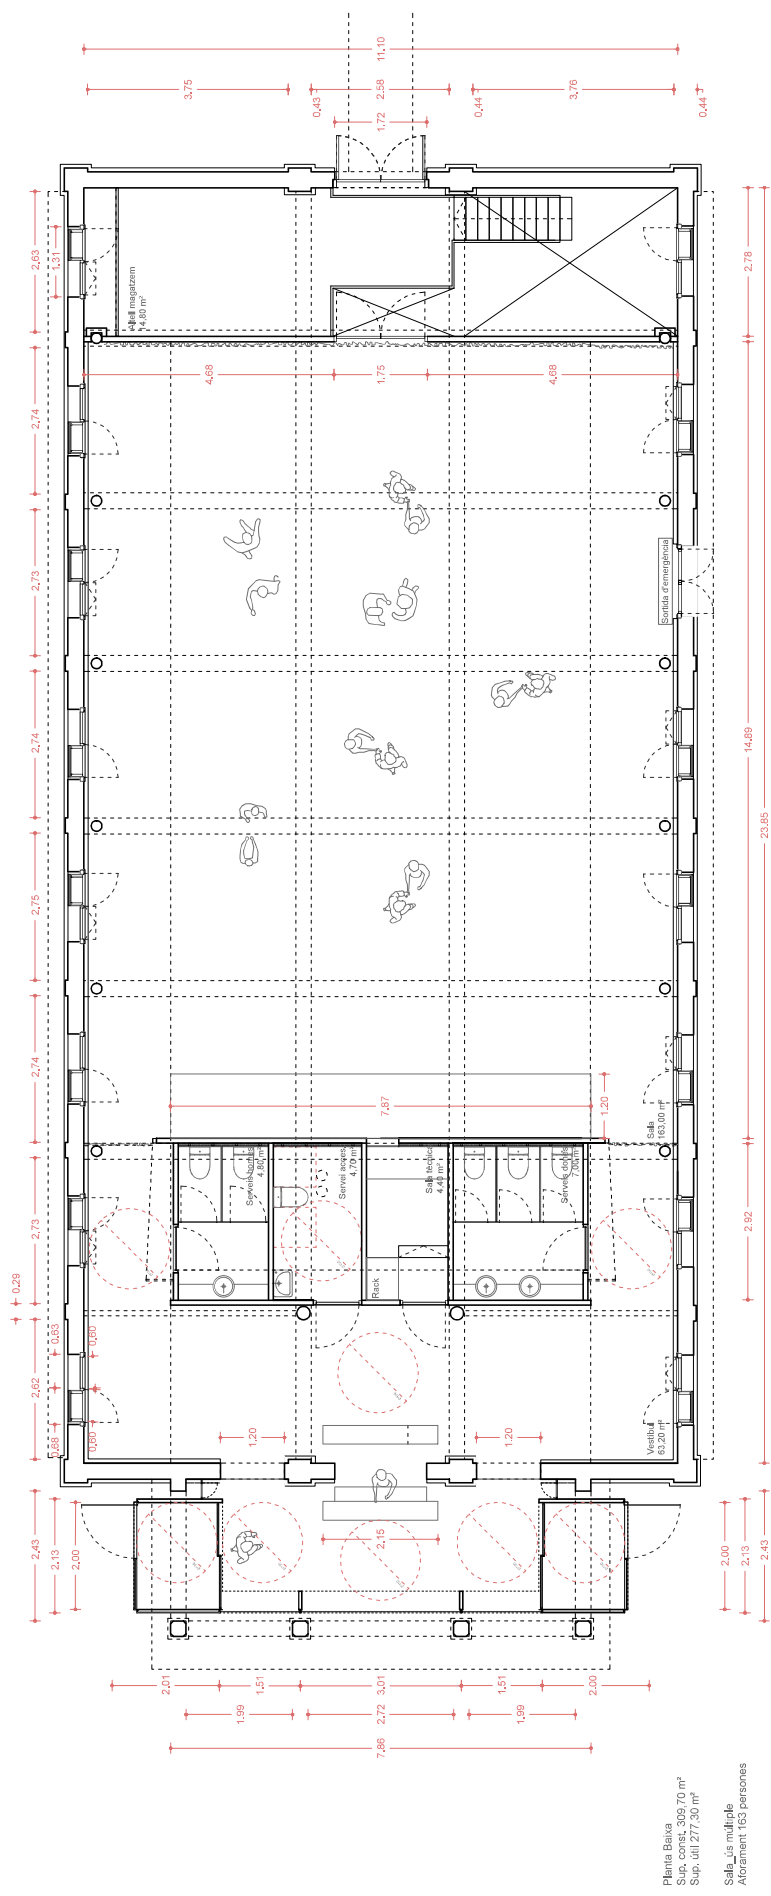 11.10
3.75
2.58
3.76
0.43
0.44
0.44
1.72
2.63
1.31
2.78
Altell magatzem
14,80 m²
4.68
1.75
4.68
2.74
2.73
Sortida d'emergència
2.74
14.89
23.85
2.75
2.74
7.87
1.20
Sala
163,00 m²
Serveis homes
4.80 m²
Servei acces.
4.70 m²
Sala tècnica
4,40 m²
Serveis dones
7.00 m²
2.73
2.92
Rack
0.29
0.63
0.60
2.62
0.68
0.60
1.20
1.20
Vestíbul
63,20 m²
2.43
2.13
2.00
2.15
2.00
2.13
2.43
2.01
1.51
3.01
1.51
2.00
1.99
2.72
1.99
7.86
Planta Baixa
Sup. const. 309,70 m²
Sup. útil 277,30 m²
Sala_ús múltiple
Aforament 163 persones